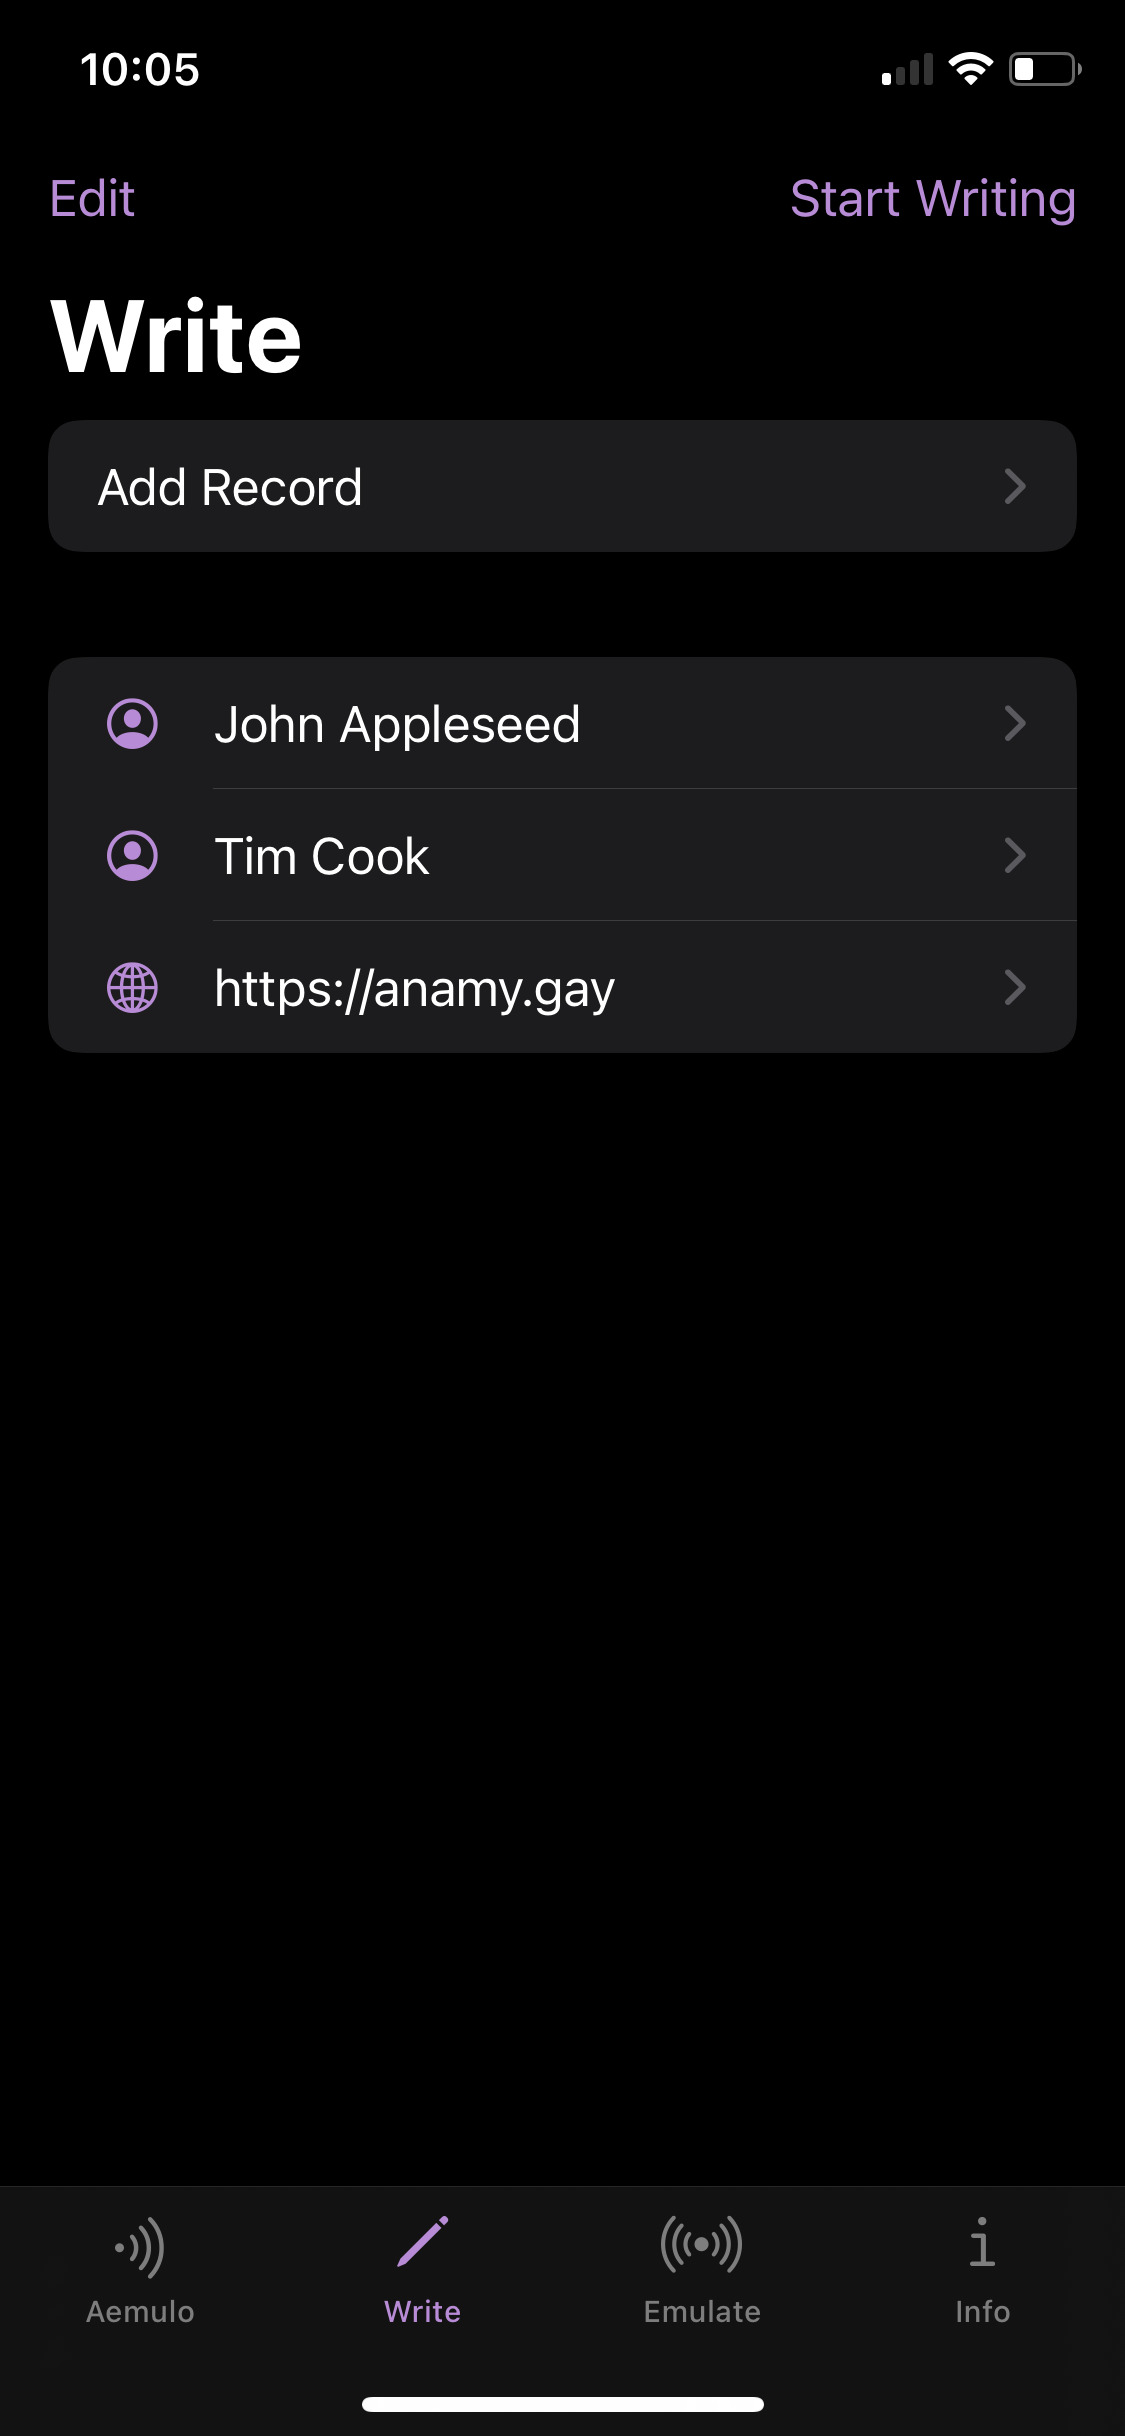 10:05
Edit
Start Writing
Write
Add Record
John Appleseed
Tim Cook
https://anamy.gay
Aemulo
Write
Emulate
Info